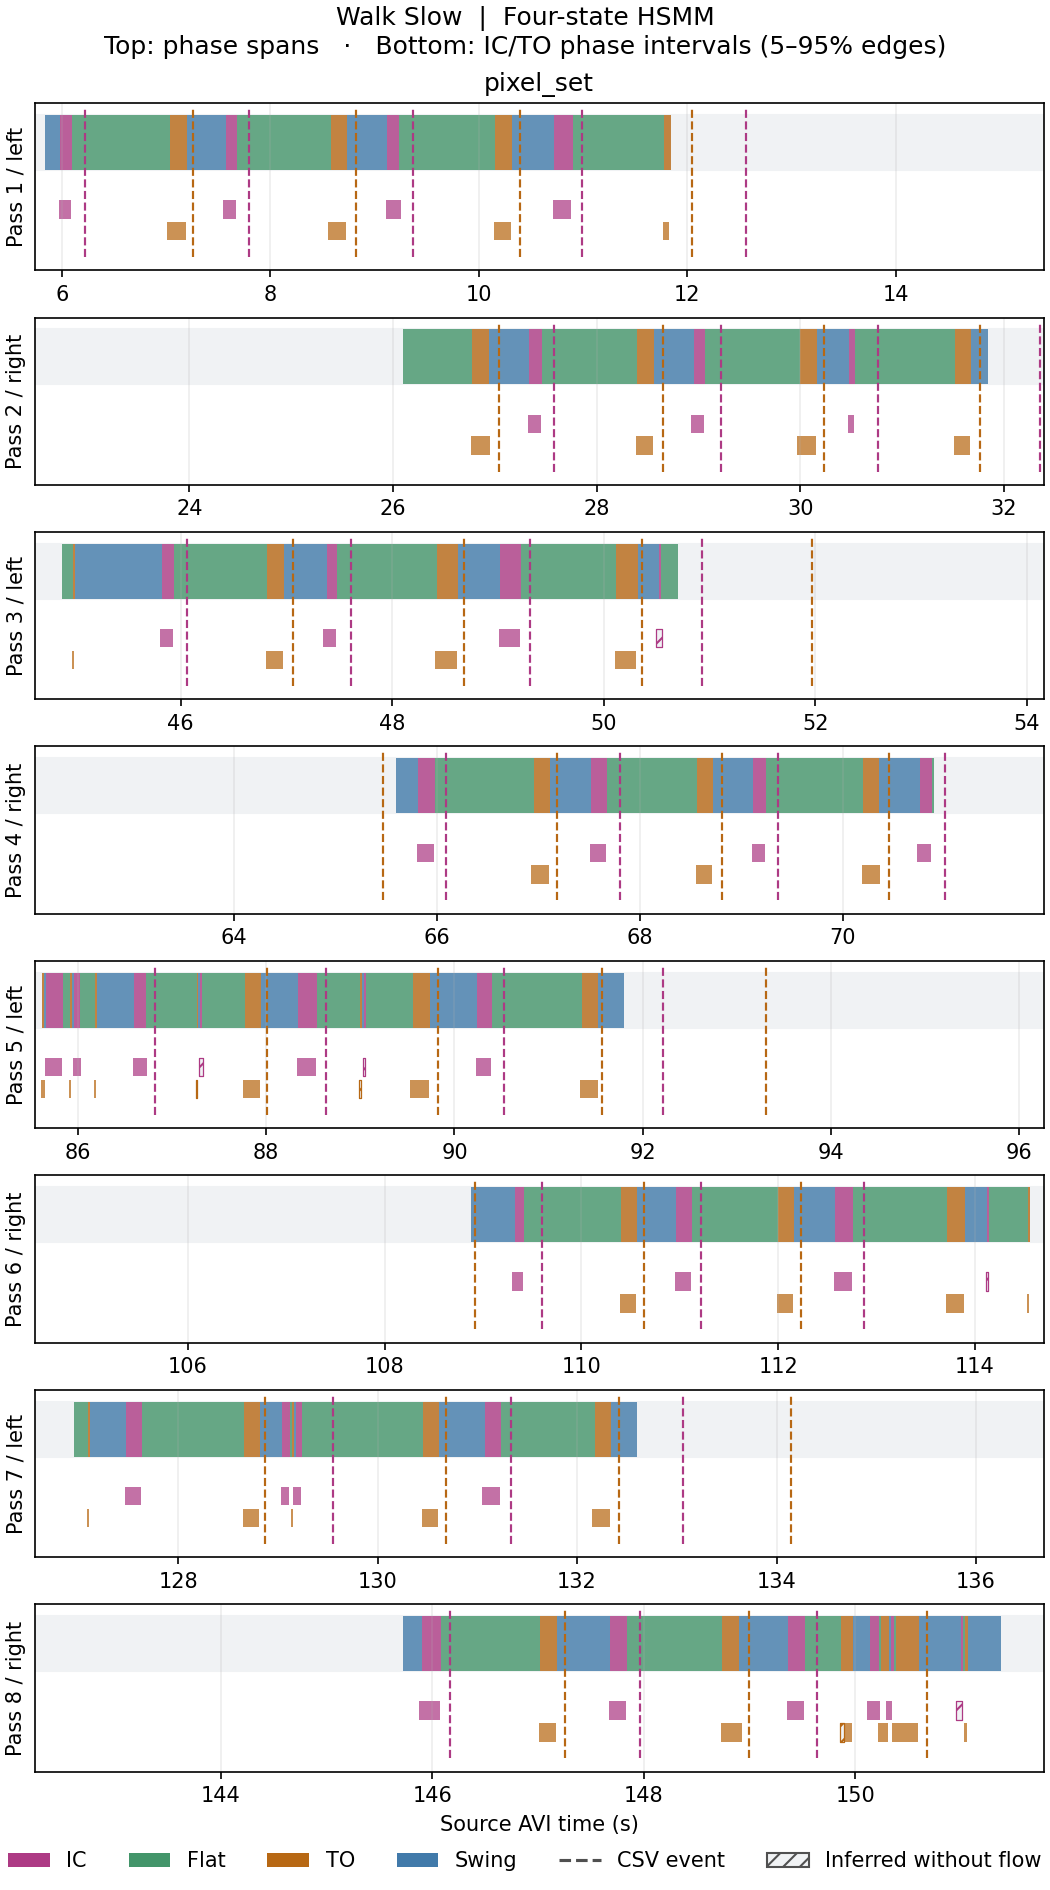 Walk Slow | Four-state HSMM
Top: phase spans · Bottom: IC/TO phase intervals (5–95% edges)
pixel_set
Pass 1 / left
6 8 10 12 14
Pass 2 / right
24 26 28 30 32
Pass 3 / left
46 48 50 52 54
Pass 4 / right
64 66 68 70
Pass 5 / left
86 88 90 92 94 96
Pass 6 / right
106 108 110 112 114
Pass 7 / left
128 130 132 134 136
Pass 8 / right
144 146 148 150
Source AVI time (s)
IC Flat TO Swing CSV event Inferred without flow